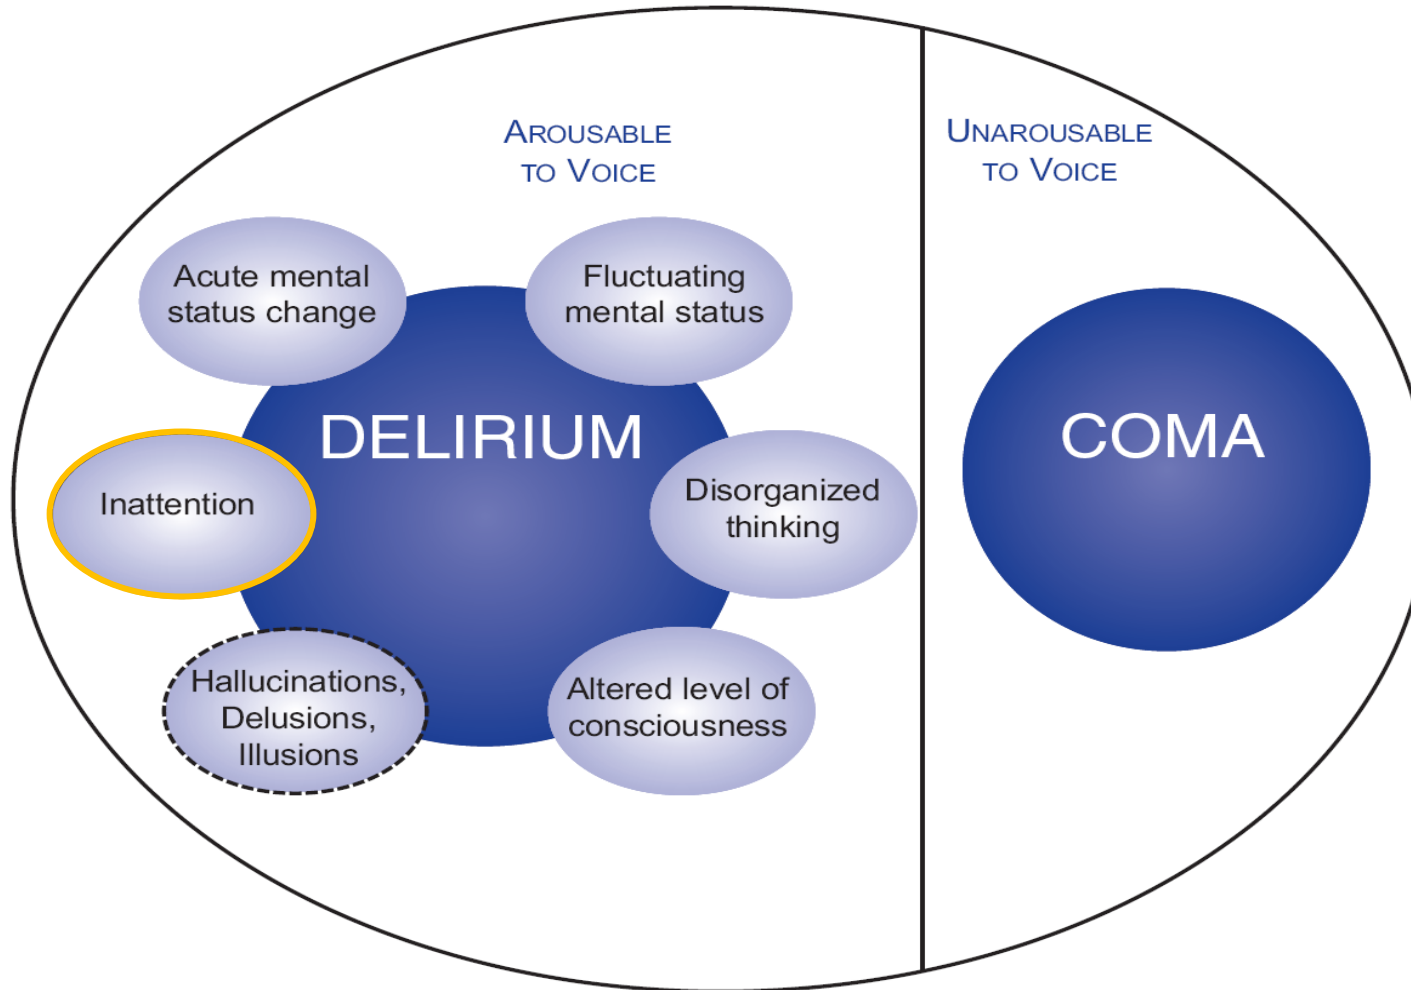 AROUSABLE
TO VOICE
UNAROUSABLE
TO VOICE
Acute mental
status change
Fluctuating
mental status
DELIRIUM
COMA
Inattention
Disorganized
thinking
Hallucinations,
Delusions,
Illusions
Altered level of
consciousness